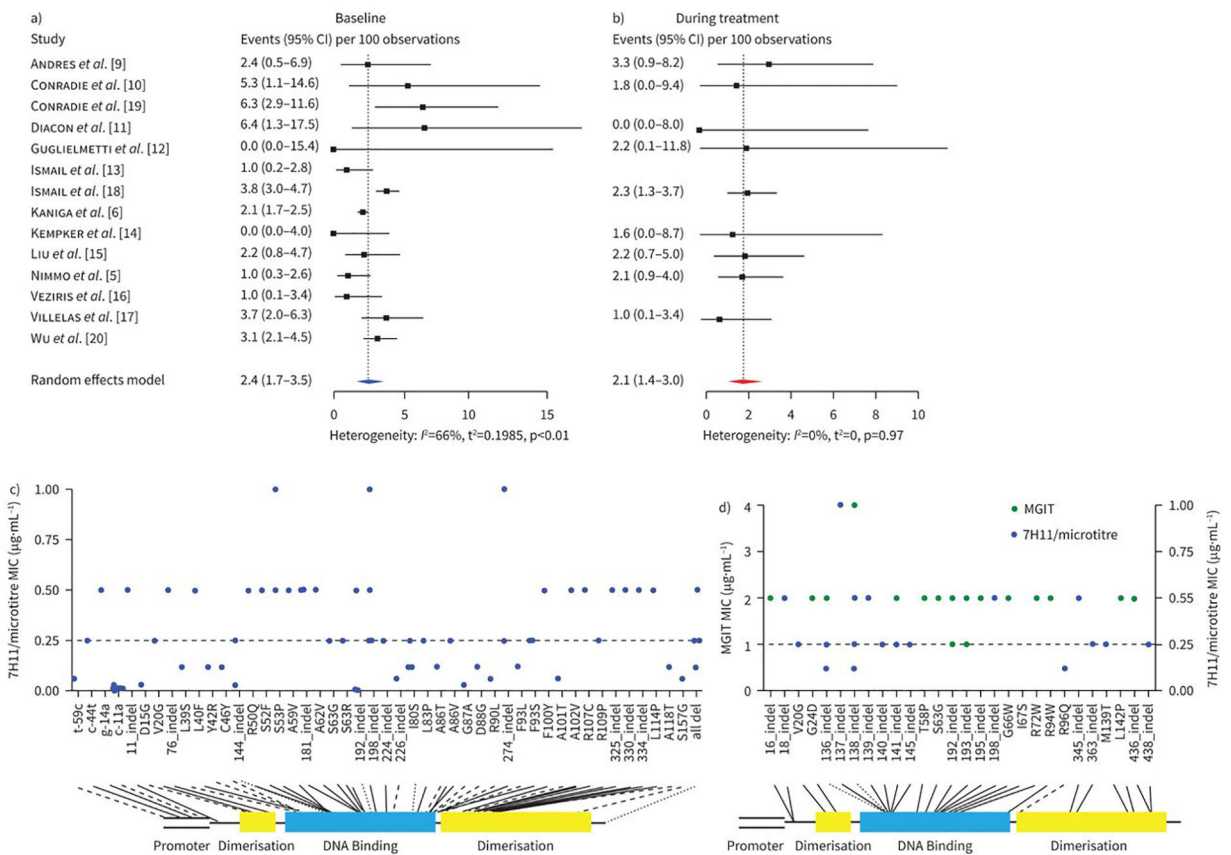 a) Baseline
Study Events (95% CI) per 100 observations
ANDRES et al. [9] 2.4 (0.5–6.9)
CONRADIE et al. [10] 5.3 (1.1–14.6)
CONRADIE et al. [19] 6.3 (2.9–11.6)
DIACON et al. [11] 6.4 (1.3–17.5)
GUGLIELMETTI et al. [12] 0.0 (0.0–15.4)
ISMAIL et al. [13] 1.0 (0.2–2.8)
ISMAIL et al. [18] 3.8 (3.0–4.7)
KANIGA et al. [6] 2.1 (1.7–2.5)
KEMPKER et al. [14] 0.0 (0.0–4.0)
LIU et al. [15] 2.2 (0.8–4.7)
NIMMO et al. [5] 1.0 (0.3–2.6)
VEZIRIS et al. [16] 1.0 (0.1–3.4)
VILLELAS et al. [17] 3.7 (2.0–6.3)
WU et al. [20] 3.1 (2.1–4.5)
Random effects model 2.4 (1.7–3.5)
0 5 10 15
Heterogeneity: I²=66%, t²=0.1985, p<0.01
b) During treatment
Events (95% CI) per 100 observations
3.3 (0.9–8.2)
1.8 (0.0–9.4)
0.0 (0.0–8.0)
2.2 (0.1–11.8)
2.3 (1.3–3.7)
1.6 (0.0–8.7)
2.2 (0.7–5.0)
2.1 (0.9–4.0)
1.0 (0.1–3.4)
2.1 (1.4–3.0)
0 2 4 6 8 10
Heterogeneity: I²=0%, t²=0, p=0.97
c)
7H11/microtitre MIC (µg·mL⁻¹)
1.00
0.75
0.50
0.25
0.00
t-59c
c-44t
g-14a
c-11a
11_indel
D15G
76_indel
L39S
L40F
Y42R
C46Y
144_indel
R50Q
S52F
S53P
A59V
181_indel
A62V
S63G
S63R
192_indel
198_indel
224_indel
226_indel
I80S
L83P
A86T
A86V
G87A
D88G
R90L
274_indel
F93L
F93S
F100Y
A101T
A102V
R107C
R109P
325_indel
330_indel
334_indel
L114P
A118T
S157G
all del
Promoter Dimerisation DNA Binding Dimerisation
d)
MGIT MIC (µg·mL⁻¹)
4
3
2
1
0
MGIT
7H11/microtitre
1.00
0.75
0.55
0.25
0.00
7H11/microtitre MIC (µg·mL⁻¹)
16_indel
18_indel
V20G
G24D
136_indel
137_indel
138_indel
139_indel
140_indel
141_indel
145_indel
T58P
S63G
192_indel
193_indel
195_indel
198_indel
G66W
I67S
R72W
R94W
R96Q
345_indel
363_indel
M139T
L142P
436_indel
438_indel
Promoter Dimerisation DNA Binding Dimerisation